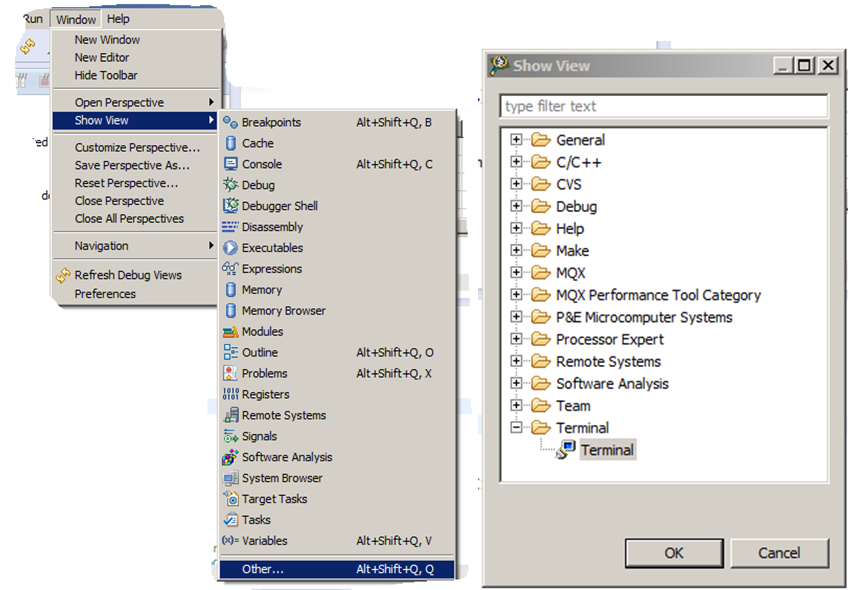 Run Window Help
New Window
New Editor
Hide Toolbar
Open Perspective
Show View
Customize Perspective...
Save Perspective As...
Reset Perspective...
Close Perspective
Close All Perspectives
Navigation
Refresh Debug Views
Preferences
Breakpoints Alt+Shift+Q, B
Cache
Console Alt+Shift+Q, C
Debug
Debugger Shell
Disassembly
Executables
Expressions
Memory
Memory Browser
Modules
Outline Alt+Shift+Q, O
Problems Alt+Shift+Q, X
Registers
Remote Systems
Signals
Software Analysis
System Browser
Target Tasks
Tasks
Variables Alt+Shift+Q, V
Other... Alt+Shift+Q, Q
Show View
type filter text
General
C/C++
CVS
Debug
Help
Make
MQX
MQX Performance Tool Category
P&E Microcomputer Systems
Processor Expert
Remote Systems
Software Analysis
Team
Terminal
Terminal
OK Cancel